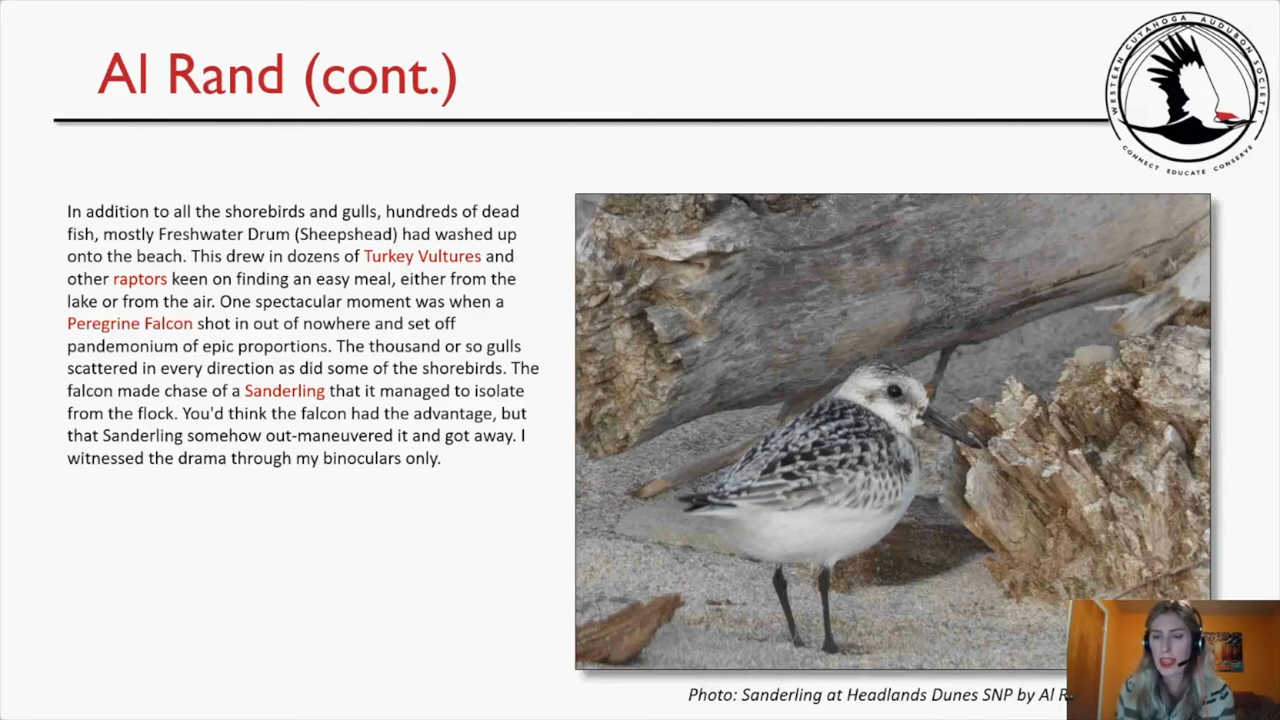 Al Rand (cont.)
WESTERN CUYAHOGA AUDUBON SOCIETY
CONNECT EDUCATE CONSERVE
In addition to all the shorebirds and gulls, hundreds of dead
fish, mostly Freshwater Drum (Sheepshead) had washed up
onto the beach. This drew in dozens of Turkey Vultures and
other raptors keen on finding an easy meal, either from the
lake or from the air. One spectacular moment was when a
Peregrine Falcon shot in out of nowhere and set off
pandemonium of epic proportions. The thousand or so gulls
scattered in every direction as did some of the shorebirds. The
falcon made chase of a Sanderling that it managed to isolate
from the flock. You'd think the falcon had the advantage, but
that Sanderling somehow out-maneuvered it and got away. I
witnessed the drama through my binoculars only.
Photo: Sanderling at Headlands Dunes SNP by Al